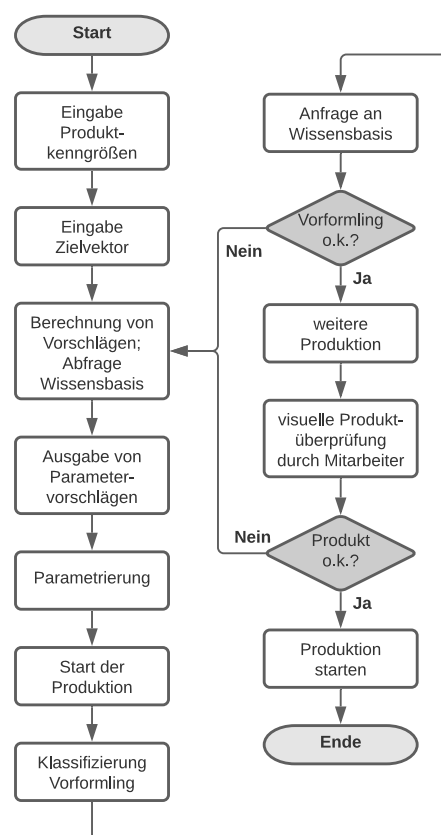 Start
Eingabe
Produkt-
kenngrößen
Eingabe
Zielvektor
Berechnung von
Vorschlägen;
Abfrage
Wissensbasis
Ausgabe von
Parameter-
vorschlägen
Parametrierung
Start der
Produktion
Klassifizierung
Vorformling
Anfrage an
Wissensbasis
Vorformling
o.k.?
Nein
Ja
weitere
Produktion
visuelle Produkt-
überprüfung
durch Mitarbeiter
Nein
Produkt
o.k.?
Ja
Produktion
starten
Ende